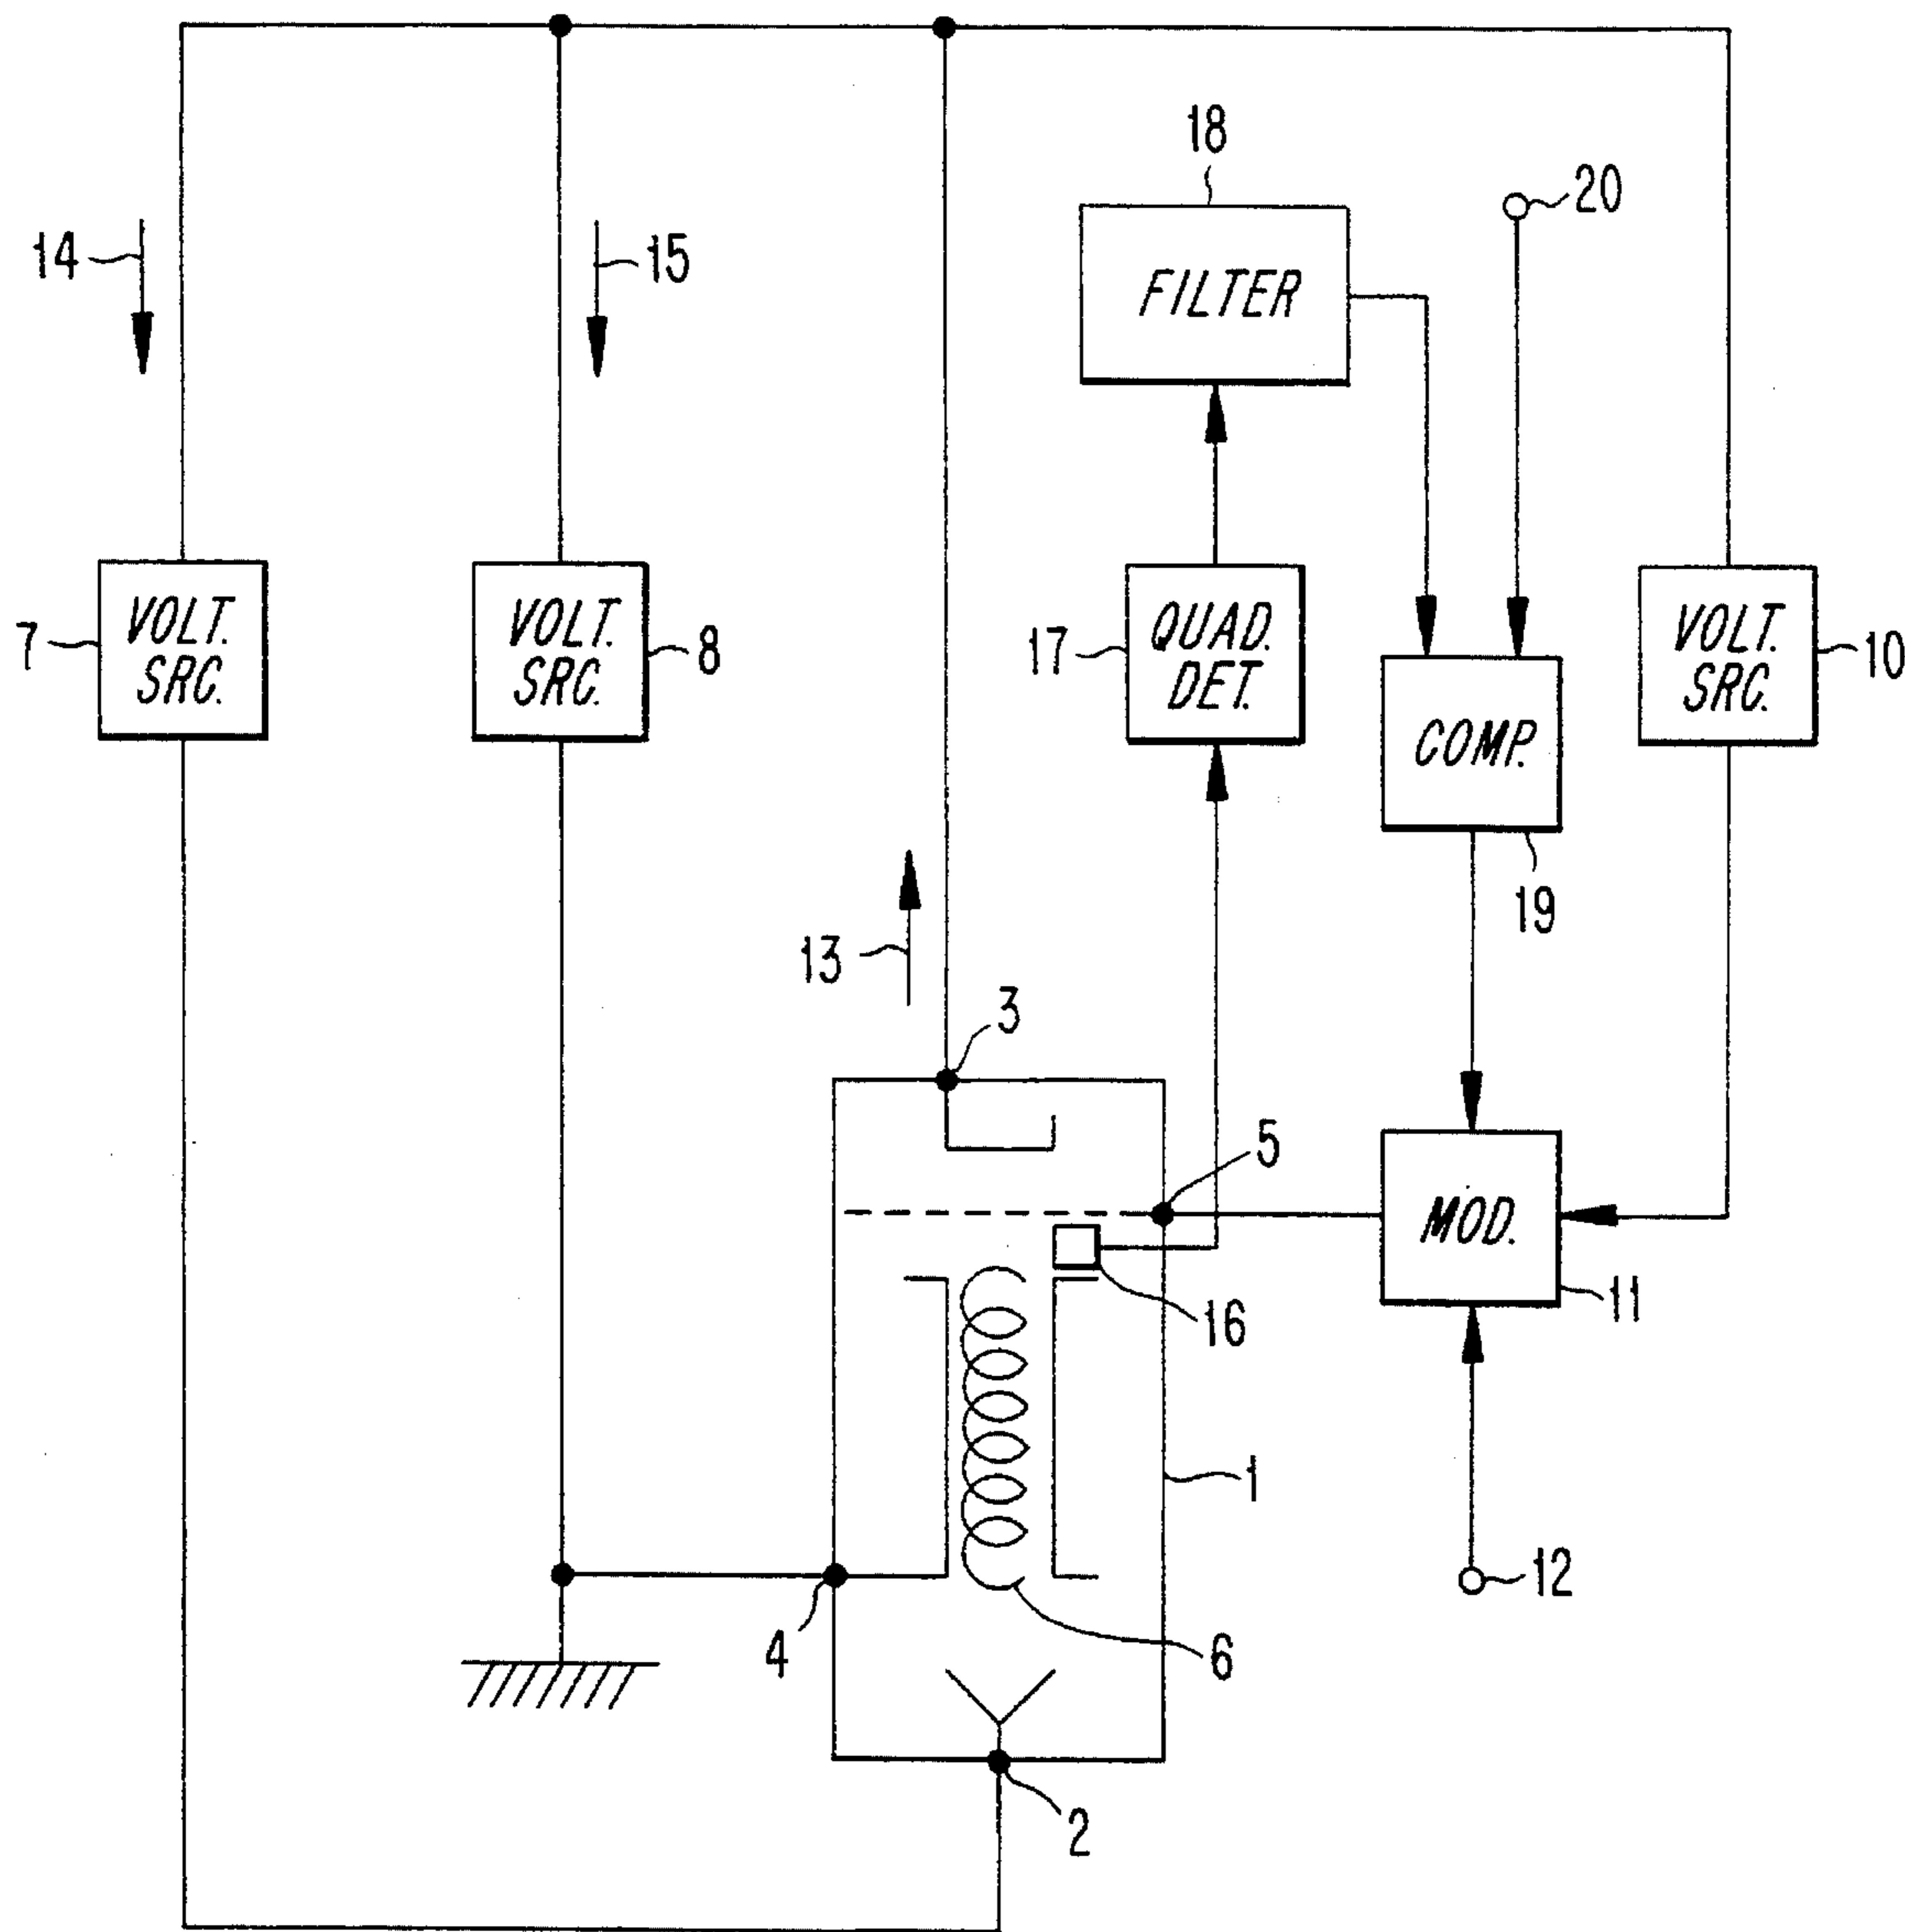 18
20
14
15
FILTER
7
VOLT.
SRC.
VOLT.
SRC.
8
17
QUAD.
DET.
COMP.
VOLT.
SRC.
10
19
13
3
5
MOD.
16
11
1
12
4
6
2